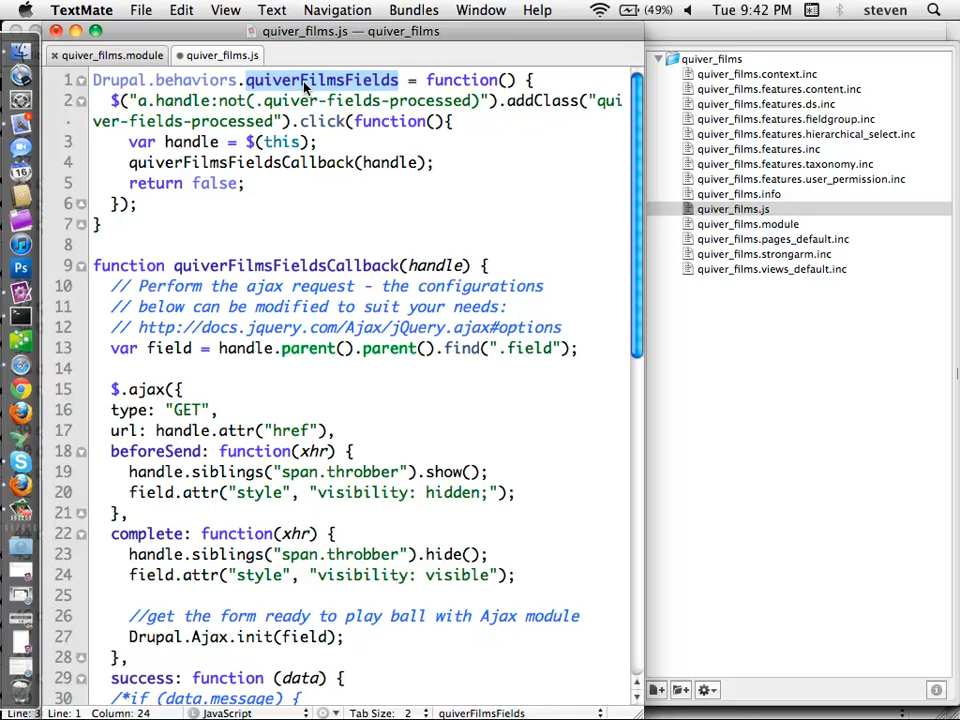 TextMate File Edit View Text Navigation Bundles Window Help (49%) Tue 9:42 PM steven
quiver_films.js — quiver_films
quiver_films.module quiver_films.js
1 Drupal.behaviors.quiverFilmsFields = function() {
2 $("a.handle:not(.quiver-fields-processed)").addClass("qui
ver-fields-processed").click(function(){
3 var handle = $(this);
4 quiverFilmsFieldsCallback(handle);
5 return false;
6 });
7 }
8
9 function quiverFilmsFieldsCallback(handle) {
10 // Perform the ajax request - the configurations
11 // below can be modified to suit your needs:
12 // http://docs.jquery.com/Ajax/jQuery.ajax#options
13 var field = handle.parent().parent().find(".field");
14
15 $.ajax({
16 type: "GET",
17 url: handle.attr("href"),
18 beforeSend: function(xhr) {
19 handle.siblings("span.throbber").show();
20 field.attr("style", "visibility: hidden;");
21 },
22 complete: function(xhr) {
23 handle.siblings("span.throbber").hide();
24 field.attr("style", "visibility: visible");
25
26 //get the form ready to play ball with Ajax module
27 Drupal.Ajax.init(field);
28 },
29 success: function (data) {
30 /*if (data.message) {
Line: 1 Column: 24 JavaScript Tab Size: 2 quiverFilmsFields
quiver_films
quiver_films.context.inc
quiver_films.features.content.inc
quiver_films.features.ds.inc
quiver_films.features.fieldgroup.inc
quiver_films.features.hierarchical_select.inc
quiver_films.features.inc
quiver_films.features.taxonomy.inc
quiver_films.features.user_permission.inc
quiver_films.info
quiver_films.js
quiver_films.module
quiver_films.pages_default.inc
quiver_films.strongarm.inc
quiver_films.views_default.inc
16
Ps